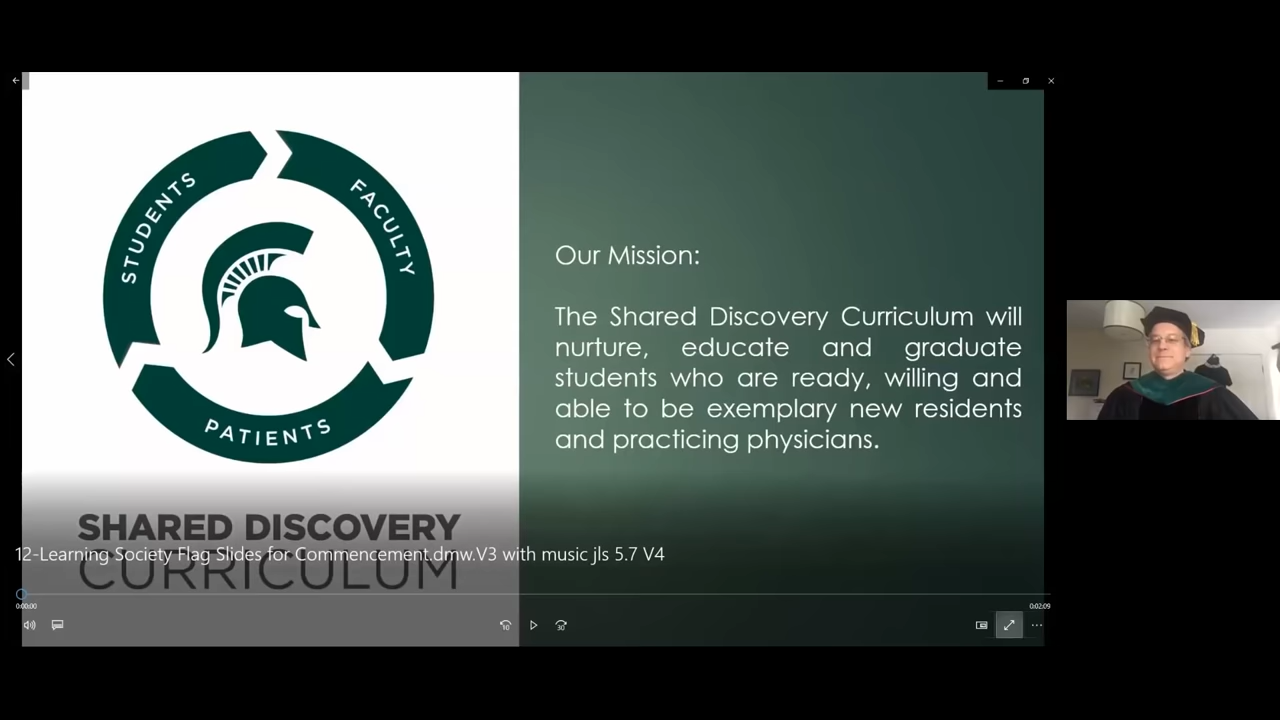 STUDENTS
FACULTY
PATIENTS
SHARED DISCOVERY
CURRICULUM
Our Mission:
The Shared Discovery Curriculum will
nurture, educate and graduate
students who are ready, willing and
able to be exemplary new residents
and practicing physicians.
12-Learning Society Flag Slides for Commencement.dmw.V3 with music jls 5.7 V4
0:00:00
0:02:09
10
30